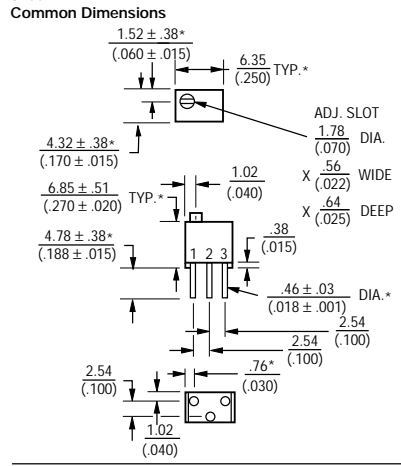 Common Dimensions
1.52 ± .38*
(.060 ± .015)
6.35
(.250)
TYP.*
ADJ. SLOT
1.78
(.070)
DIA.
X .56
(.022)
WIDE
X .64
(.025)
DEEP
4.32 ± .38*
(.170 ± .015)
1.02
(.040)
6.85 ± .51
(.270 ± .020)
TYP.*
4.78 ± .38*
(.188 ± .015)
.38
(.015)
1 2 3
.46 ± .03
(.018 ± .001)
DIA.*
2.54
(.100)
2.54
(.100)
2.54
(.100)
.76*
(.030)
1.02
(.040)